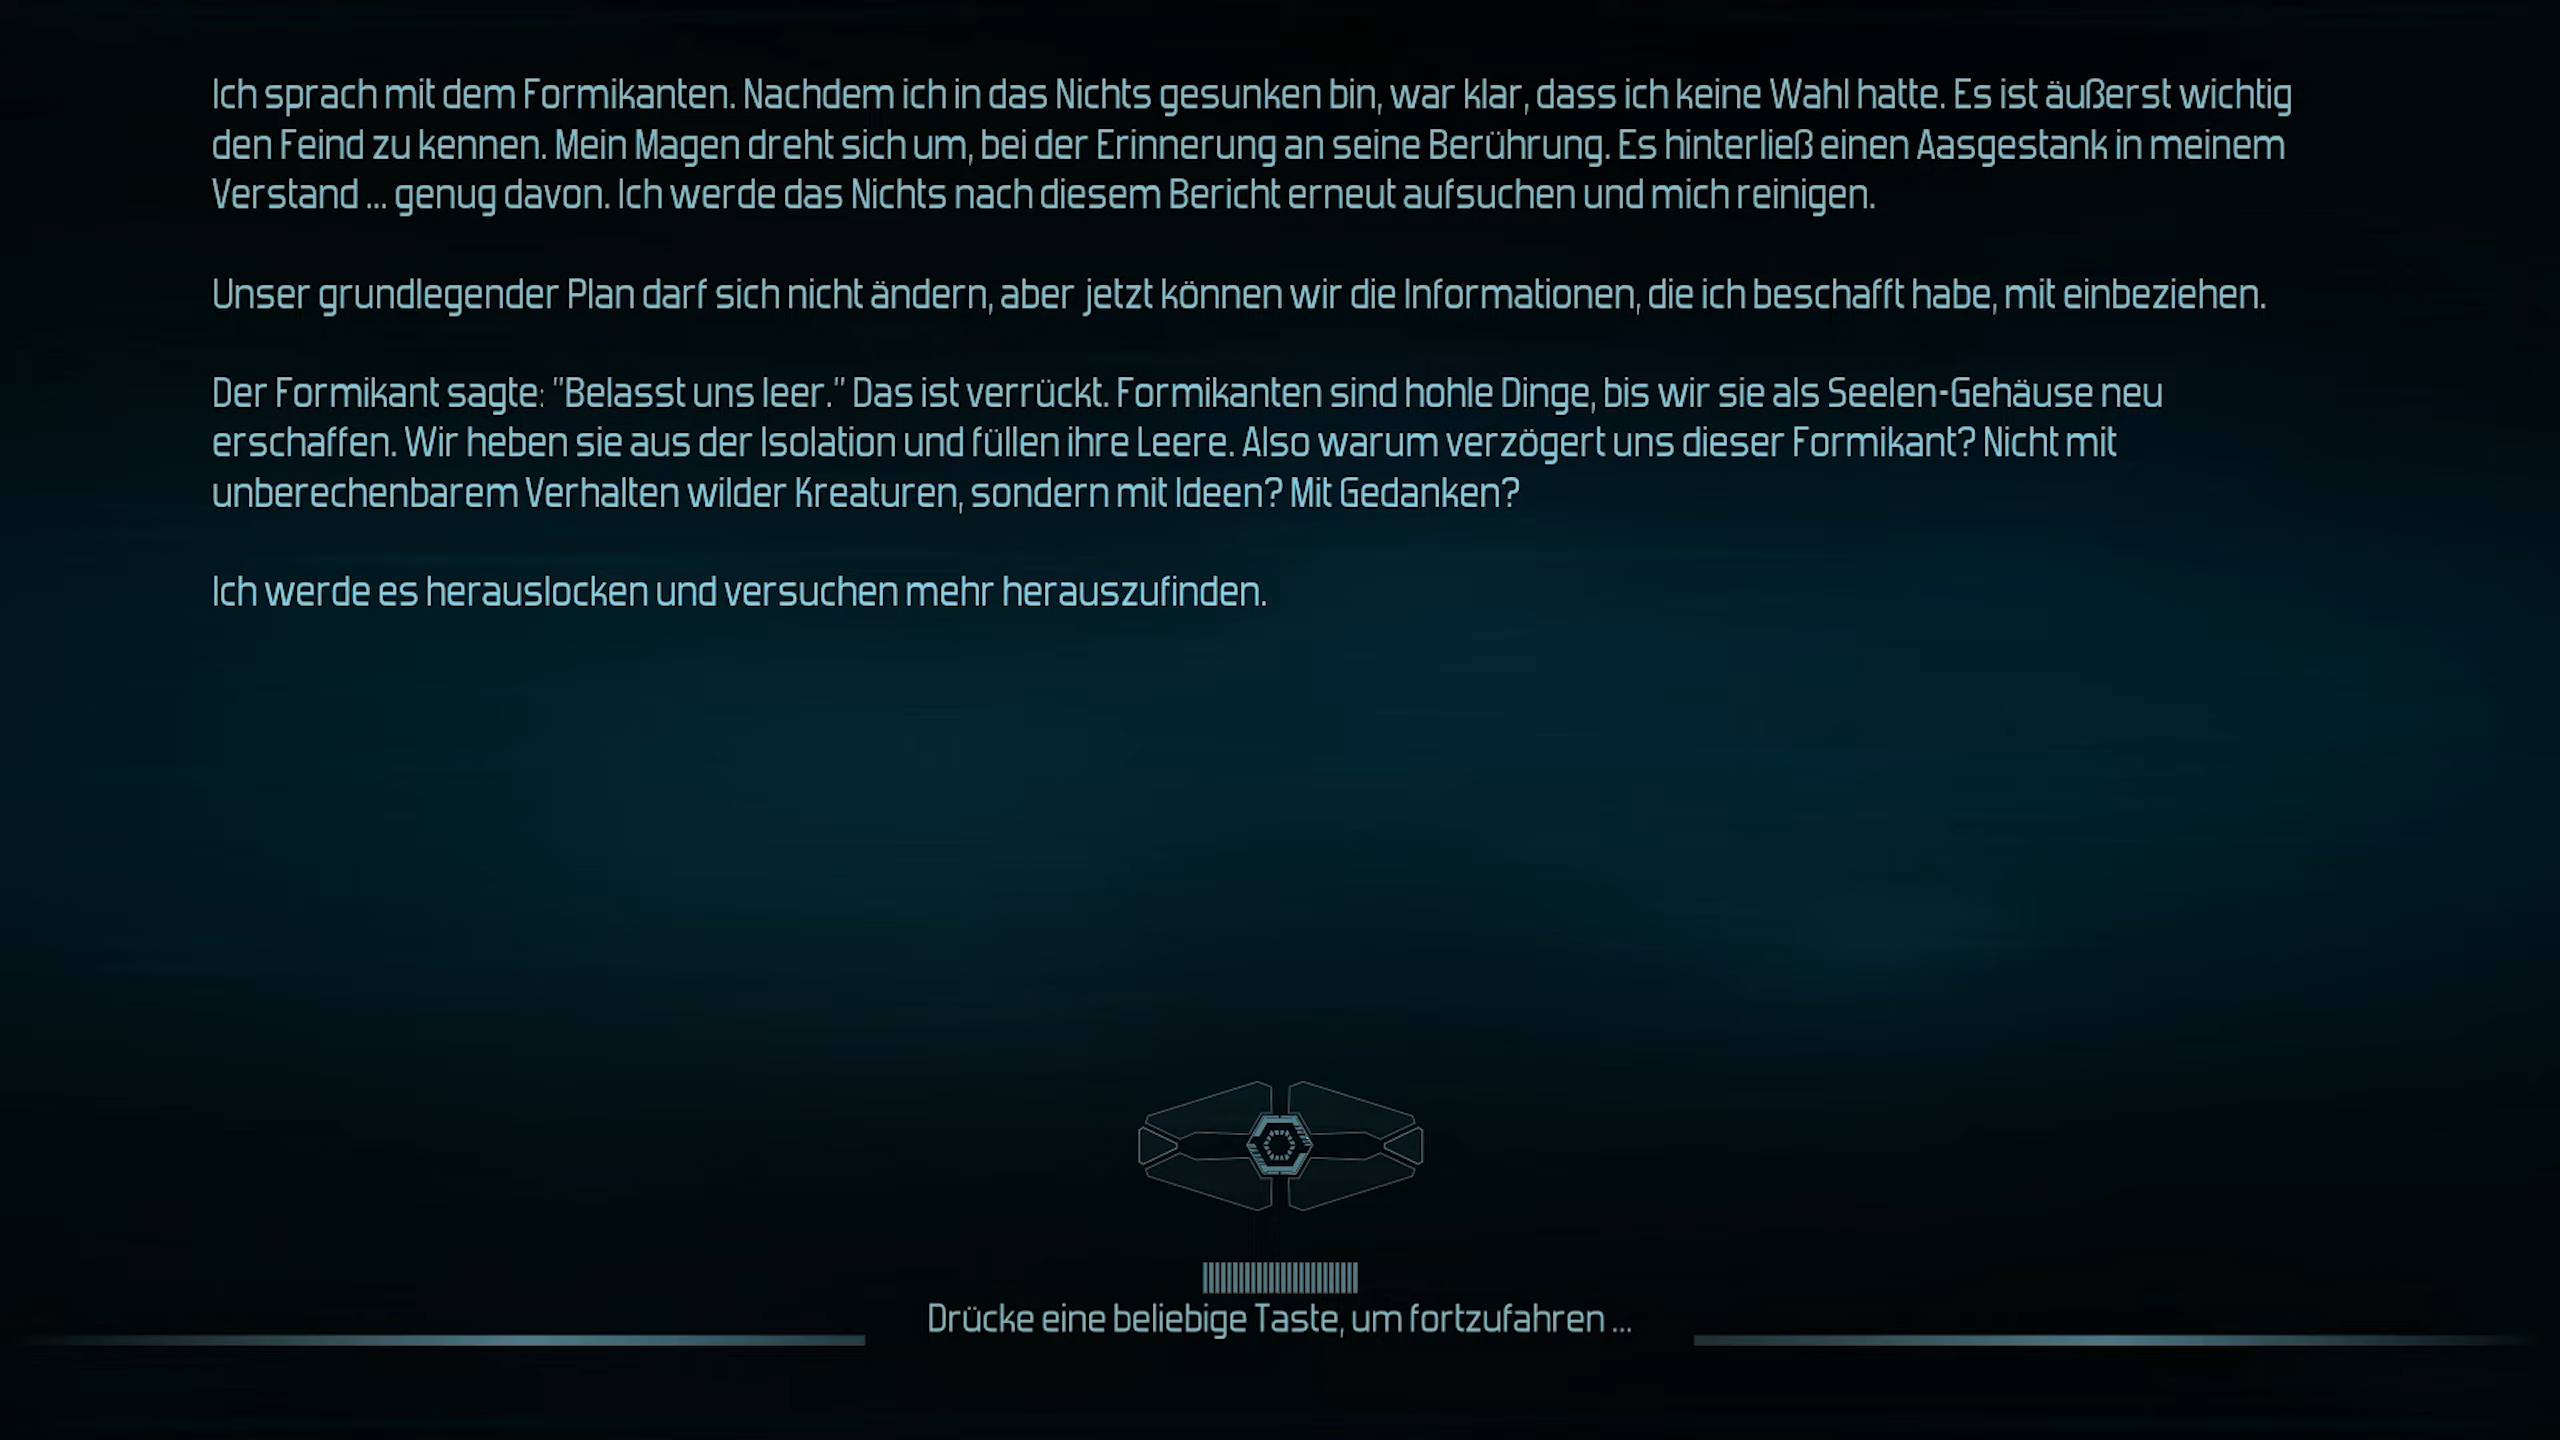 Ich sprach mit dem Formikanten. Nachdem ich in das Nichts gesunken bin, war klar, dass ich keine Wahl hatte. Es ist äußerst wichtig
den Feind zu kennen. Mein Magen dreht sich um, bei der Erinnerung an seine Berührung. Es hinterließ einen Aasgestank in meinem
Verstand ... genug davon. Ich werde das Nichts nach diesem Bericht erneut aufsuchen und mich reinigen.
Unser grundlegender Plan darf sich nicht ändern, aber jetzt können wir die Informationen, die ich beschafft habe, mit einbeziehen.
Der Formikant sagte: "Belasst uns leer." Das ist verrückt. Formikanten sind hohle Dinge, bis wir sie als Seelen-Gehäuse neu
erschaffen. Wir heben sie aus der Isolation und füllen ihre Leere. Also warum verzögert uns dieser Formikant? Nicht mit
unberechenbarem Verhalten wilder Kreaturen, sondern mit Ideen? Mit Gedanken?
Ich werde es herauslocken und versuchen mehr herauszufinden.
Drücke eine beliebige Taste, um fortzufahren ...